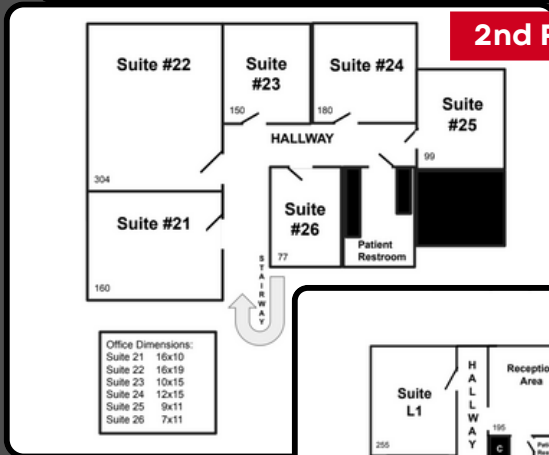 2nd
Suite #22
Suite
#23
Suite #24
Suite
#25
150
180
HALLWAY
99
304
Suite #21
Suite
#26
Patient
Restroom
77
STAIRWAY
160
Office Dimensions:
Suite 21 16x10
Suite 22 16x19
Suite 23 10x15
Suite 24 12x15
Suite 25 9x11
Suite 26 7x11
HALLWAY
Receptio
Area
Suite
L1
195
255
C